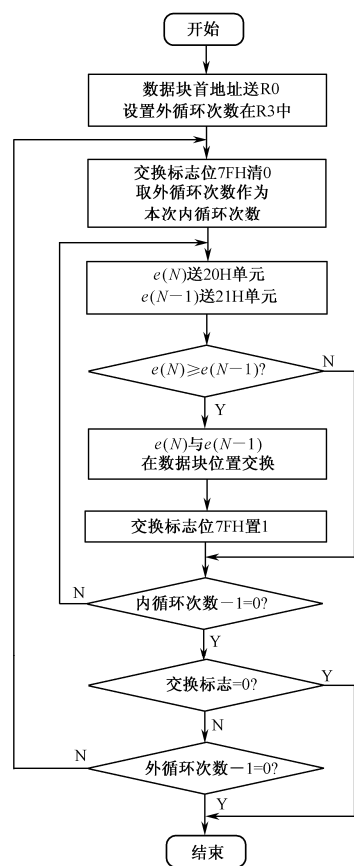 开始
数据块首地址送R0
设置外循环次数在R3中
交换标志位7FH清0
取外循环次数作为
本次内循环次数
e(N)送20H单元
e(N−1)送21H单元
e(N)≥e(N−1)?
N
Y
e(N)与e(N−1)
在数据块位置交换
交换标志位7FH置1
N
内循环次数−1=0?
Y
交换标志=0?
Y
N
N
外循环次数−1=0?
Y
结束